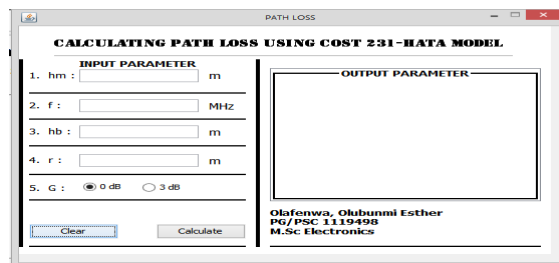 PATH LOSS
CALCULATING PATH LOSS USING COST 231-HATA MODEL
INPUT PARAMETER
1. hm : m
2. f : MHz
3. hb : m
4. r : m
5. G : 0 dB 3 dB
Clear Calculate
OUTPUT PARAMETER
Olafenwa, Olubunmi Esther
PG/PSC 1119498
M.Sc Electronics